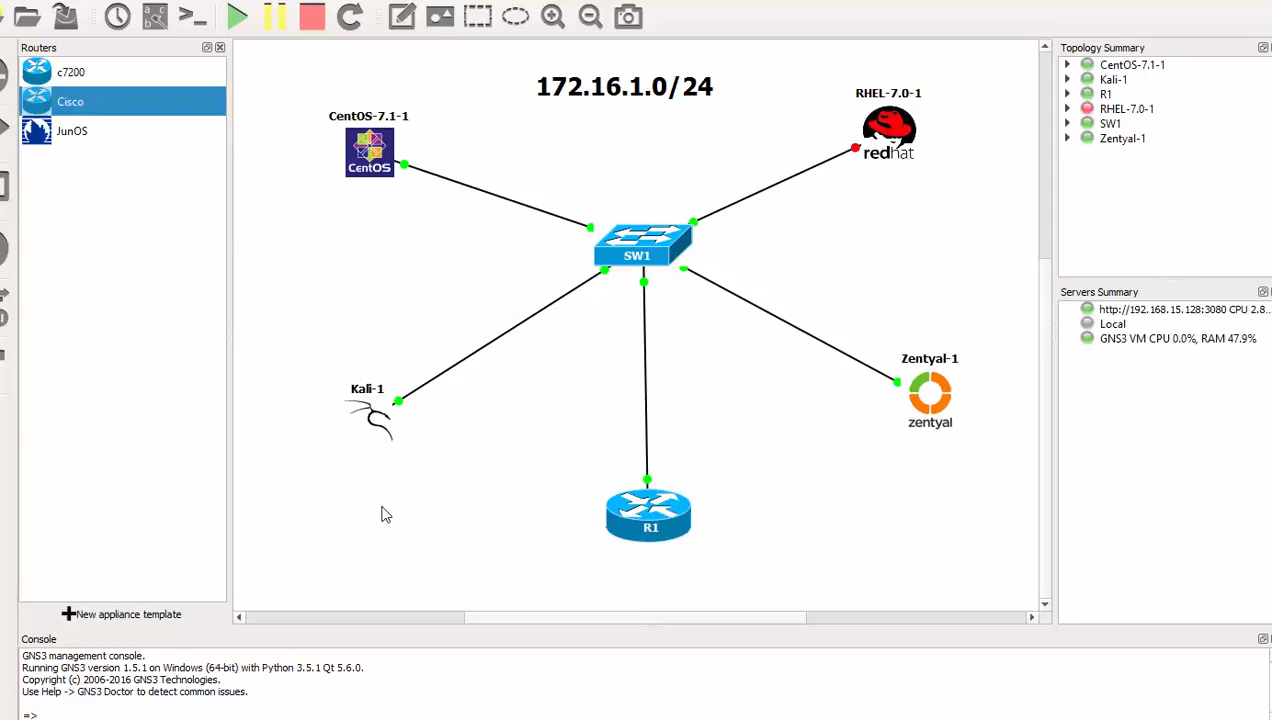 Routers
c7200
Cisco
JunOS
New appliance template
172.16.1.0/24
CentOS-7.1-1
CentOS
RHEL-7.0-1
redhat
SW1
Kali-1
Zentyal-1
zentyal
R1
Topology Summary
CentOS-7.1-1
Kali-1
R1
RHEL-7.0-1
SW1
Zentyal-1
Servers Summary
http://192.168.15.128:3080 CPU 2.8...
Local
GNS3 VM CPU 0.0%, RAM 47.9%
Console
GNS3 management console.
Running GNS3 version 1.5.1 on Windows (64-bit) with Python 3.5.1 Qt 5.6.0.
Copyright (c) 2006-2016 GNS3 Technologies.
Use Help -> GNS3 Doctor to detect common issues.
=>